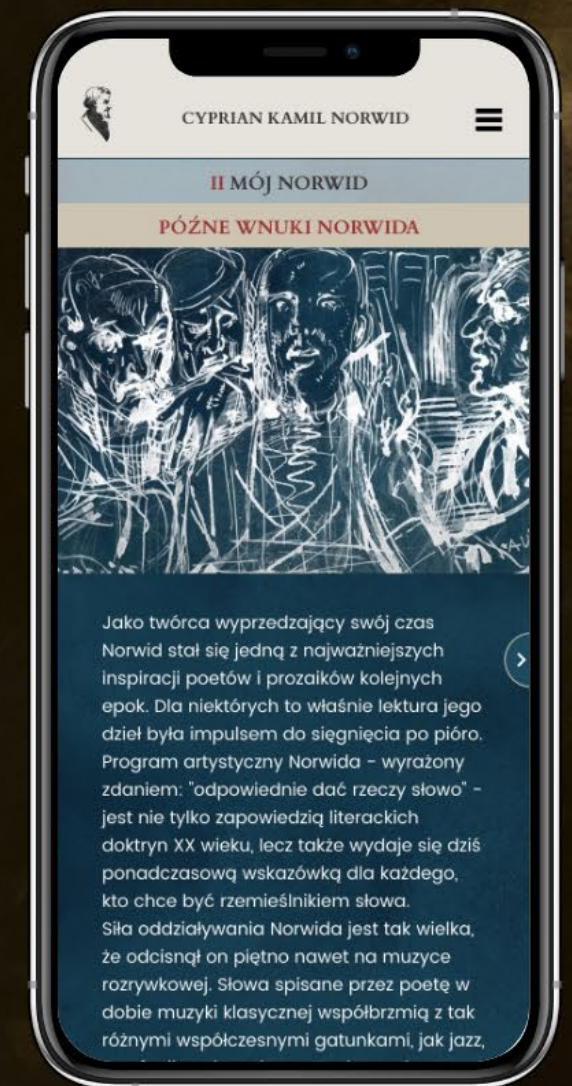 CYPRIAN KAMIL NORWID
II MÓJ NORWID
PÓŹNE WNUKI NORWIDA
Jako twórca wyprzedzający swój czas
Norwid stał się jedną z najważniejszych
inspiracji poetów i prozaików kolejnych
epok. Dla niektórych to właśnie lektura jego
dzieł była impulsem do sięgnięcia po pióro.
Program artystyczny Norwida - wyrażony
zdaniem: "odpowiednie dać rzeczy słowo" -
jest nie tylko zapowiedzią literackich
doktryn XX wieku, lecz także wydaje się dziś
ponadczasową wskazówką dla każdego,
kto chce być rzemieślnikiem słowa.
Siła oddziaływania Norwida jest tak wielka,
że odcisnął on piętno nawet na muzyce
rozrywkowej. Słowa spisane przez poetę w
dobie muzyki klasycznej współbrzmią z tak
różnymi współczesnymi gatunkami, jak jazz,